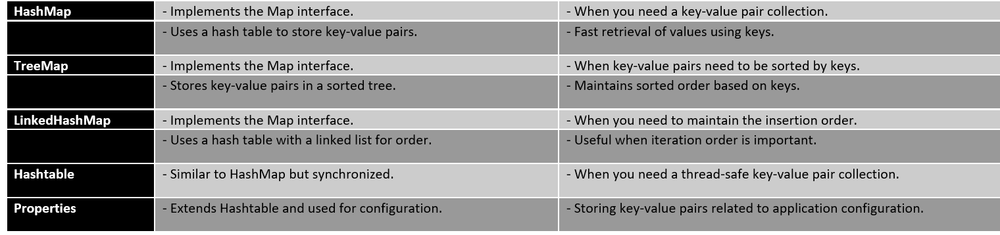 HashMap - Implements the Map interface. - When you need a key-value pair collection.
- Uses a hash table to store key-value pairs. - Fast retrieval of values using keys.
TreeMap - Implements the Map interface. - When key-value pairs need to be sorted by keys.
- Stores key-value pairs in a sorted tree. - Maintains sorted order based on keys.
LinkedHashMap - Implements the Map interface. - When you need to maintain the insertion order.
- Uses a hash table with a linked list for order. - Useful when iteration order is important.
Hashtable - Similar to HashMap but synchronized. - When you need a thread-safe key-value pair collection.
Properties - Extends Hashtable and used for configuration. - Storing key-value pairs related to application configuration.